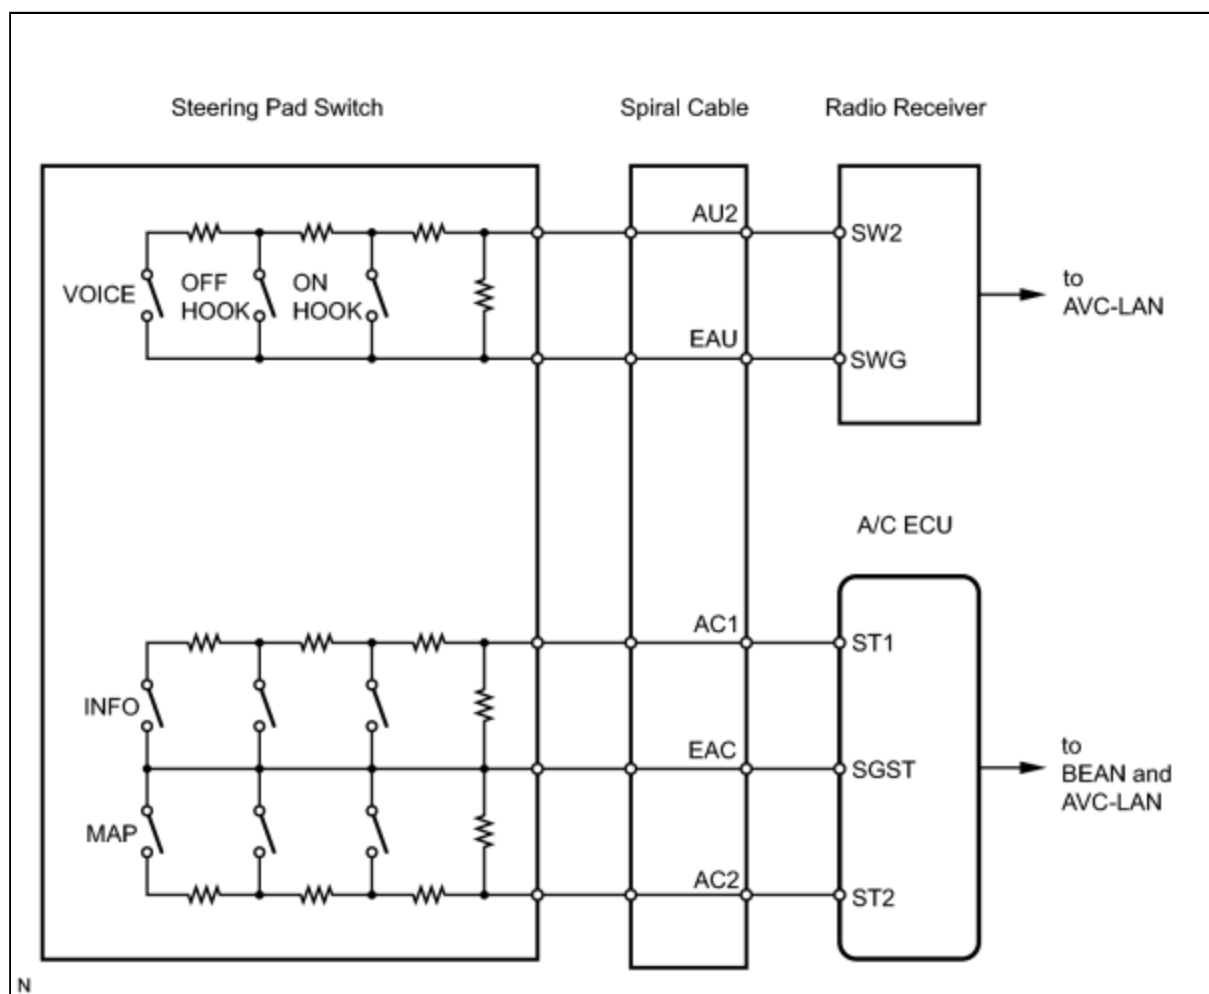 Steering Pad Switch
Spiral Cable
Radio Receiver
AU2
SW2
VOICE
OFF
HOOK
ON
HOOK
to
AVC-LAN
EAU
SWG
A/C ECU
AC1
ST1
INFO
EAC
SGST
to
BEAN and
AVC-LAN
MAP
AC2
ST2
N